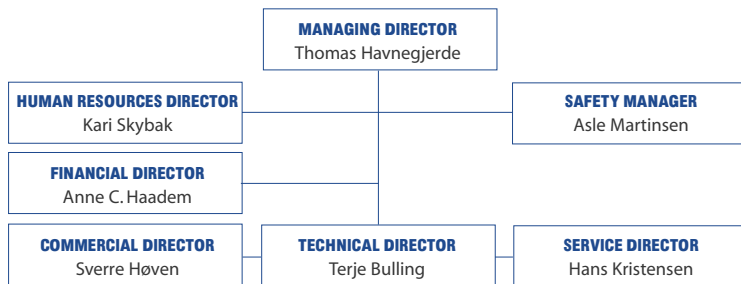 MANAGING DIRECTOR
Thomas Havnegjerde
HUMAN RESOURCES DIRECTOR
Kari Skybak
SAFETY MANAGER
Asle Martinsen
FINANCIAL DIRECTOR
Anne C. Haadem
COMMERCIAL DIRECTOR
Sverre Høven
TECHNICAL DIRECTOR
Terje Bulling
SERVICE DIRECTOR
Hans Kristensen